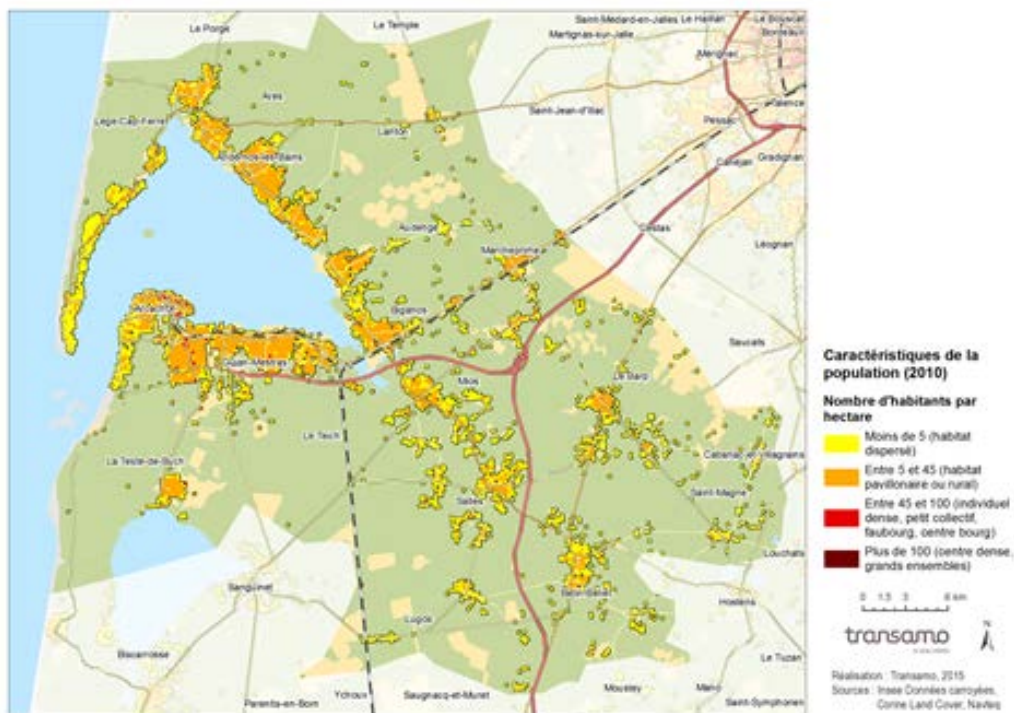 Le Porge
Le Temple
Saint-Médard-en-Jalles
Le Haillan
Le Bouscat
Bordeaux
Martignas-sur-Jalle
Mérignac
Arès
Saint-Jean-d'Illac
Talence
Lège-Cap-Ferret
Lanton
Pessac
Andernos-les-Bains
Canéjan
Gradignan
Audenge
Cestas
Marcheprime
Léognan
Arcachon
Biganos
Saucats
Gujan-Mestras
Mios
Le Barp
Le Teich
La Teste-de-Buch
Cabanac-et-Villagrains
Salles
Saint-Magne
Louchats
Sanguinet
Belin-Béliet
Hostens
Lugos
Biscarrosse
Le Tuzan
Ychoux
Saugnacq-et-Muret
Moustey
Mano
Parentis-en-Born
Saint-Symphorien
Caractéristiques de la
population (2010)
Nombre d'habitants par
hectare
Moins de 5 (habitat
dispersé)
Entre 5 et 45 (habitat
pavillonaire ou rural)
Entre 45 et 100 (individuel
dense, petit collectif,
faubourg, centre bourg)
Plus de 100 (centre dense,
grands ensembles)
0 1,5 3 6 km
N
transamo
Réalisation : Transamo, 2015
Sources : Insee Données carroyées,
Corine Land Cover, Navteq